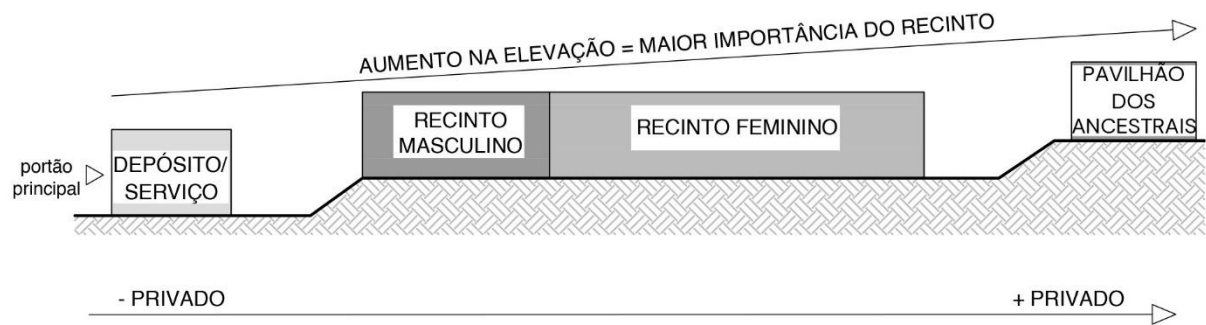 AUMENTO NA ELEVAÇÃO = MAIOR IMPORTÂNCIA DO RECINTO
portão
principal
DEPÓSITO/
SERVIÇO
RECINTO
MASCULINO
RECINTO FEMININO
PAVILHÃO
DOS
ANCESTRAIS
- PRIVADO
+ PRIVADO